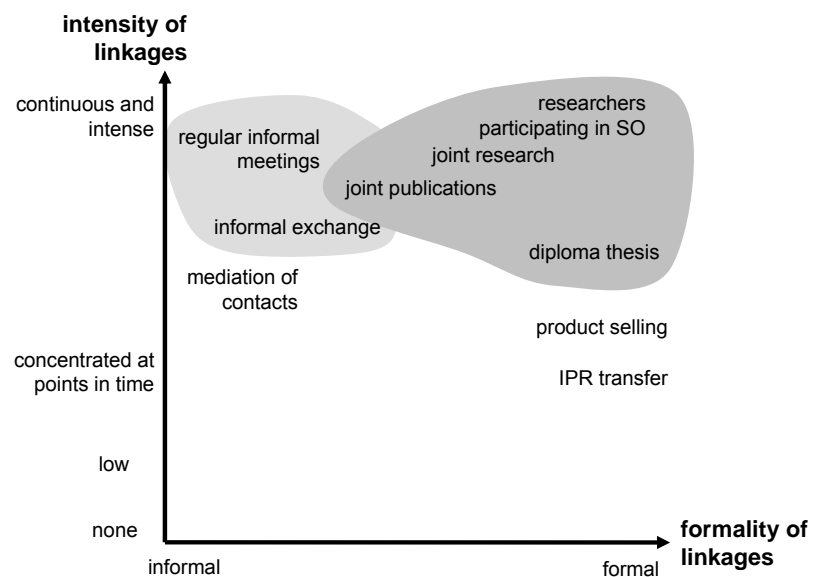 intensity of
linkages
continuous and
intense
researchers
participating in SO
regular informal
meetings
joint research
joint publications
informal exchange
diploma thesis
mediation of
contacts
product selling
concentrated at
points in time
IPR transfer
low
none
formality of
linkages
informal
formal